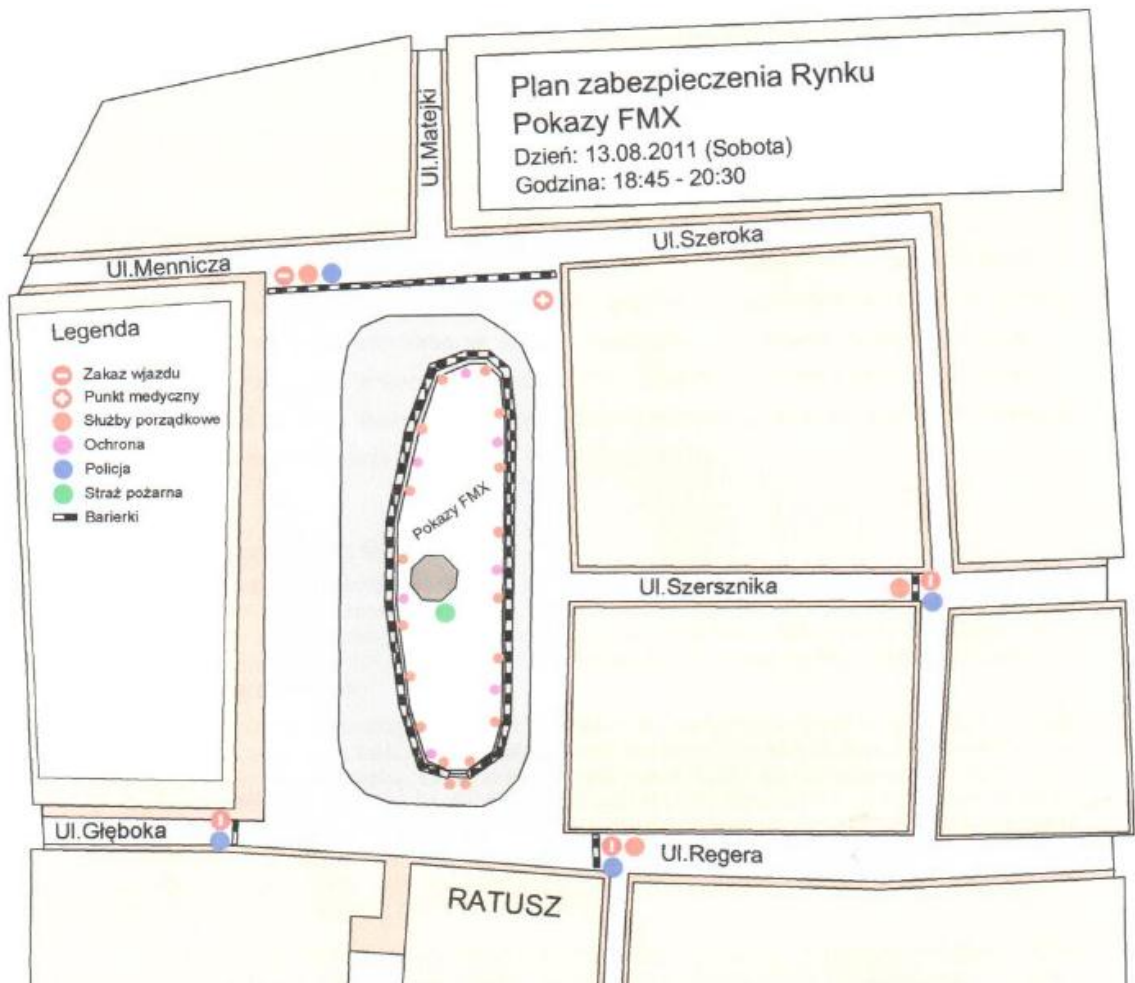 Plan zabezpieczenia Rynku
Pokazy FMX
Dzień: 13.08.2011 (Sobota)
Godzina: 18:45 - 20:30
Ul.Matejki
Ul.Szeroka
Ul.Mennicza
Legenda
Zakaz wjazdu
Punkt medyczny
Służby porządkowe
Ochrona
Policja
Straż pożarna
Barierki
Pokazy FMX
Ul.Szersznika
Ul.Głęboka
Ul.Regera
RATUSZ